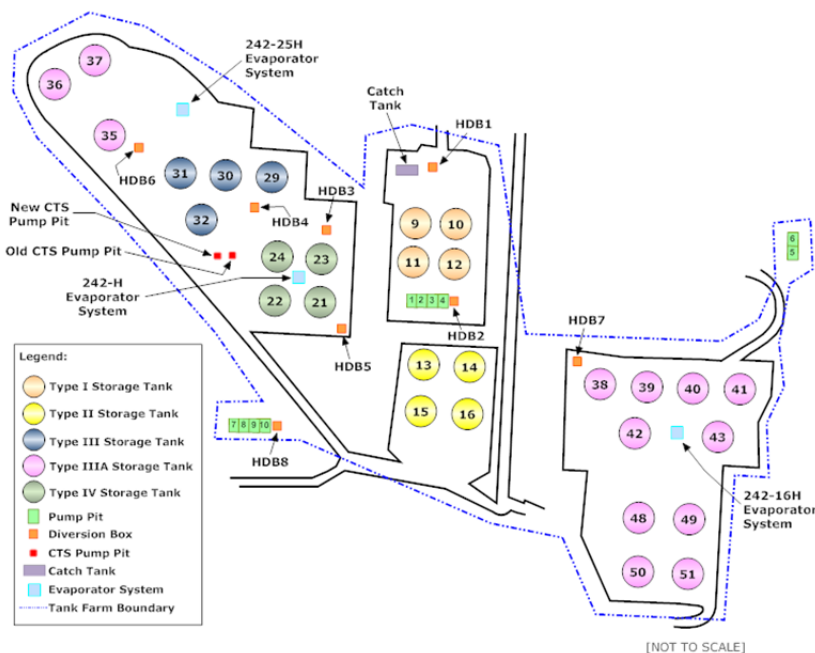 242-25H
Evaporator
System
37
36
Catch
Tank
HDB1
35
HDB6
31
30
29
HDB3
New CTS
Pump Pit
32
HDB4
Old CTS Pump Pit
9
10
24
23
11
12
6
5
242-H
Evaporator
System
22
21
1 2 3 4
HDB2
HDB5
HDB7
13
14
38
39
40
41
15
16
7 8 9 10
HDB8
42
43
242-16H
Evaporator
System
48
49
50
51
Legend:
Type I Storage Tank
Type II Storage Tank
Type III Storage Tank
Type IIIA Storage Tank
Type IV Storage Tank
Pump Pit
Diversion Box
CTS Pump Pit
Catch Tank
Evaporator System
Tank Farm Boundary
[NOT TO SCALE]